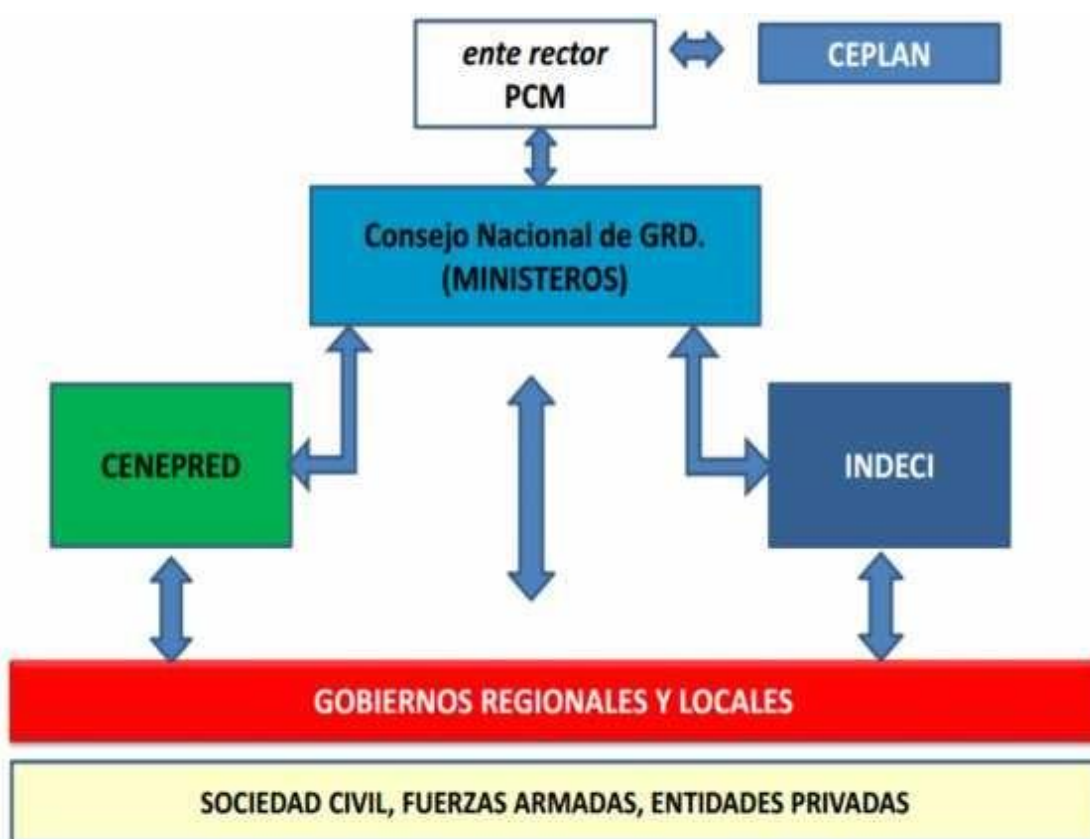 ente rector
PCM
CEPLAN
Consejo Nacional de GRD.
(MINISTEROS)
CENEPRED
INDECI
GOBIERNOS REGIONALES Y LOCALES
SOCIEDAD CIVIL, FUERZAS ARMADAS, ENTIDADES PRIVADAS